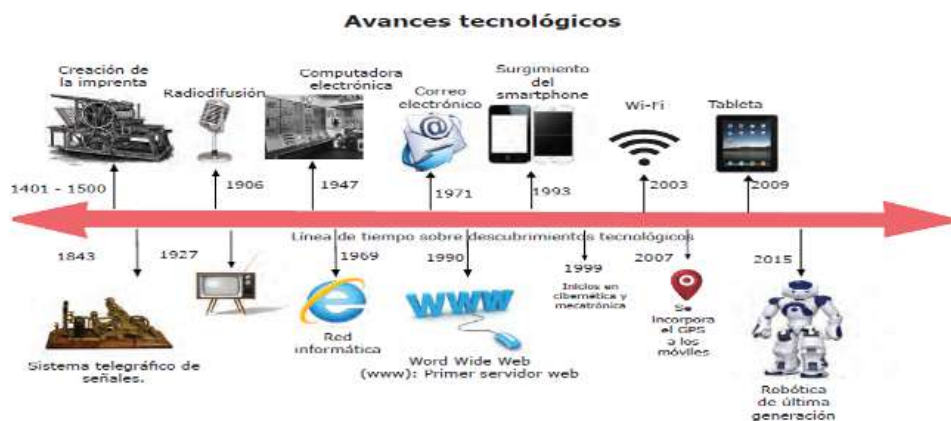 Avances tecnológicos
Creación de
la imprenta
Radiodifusión
Computadora
electrónica
Correo
electrónico
Surgimiento
del
smartphone
Wi-Fi
Tableta
1401 - 1500
1906
1947
1971
1993
2003
2009
Línea de tiempo sobre descubrimientos tecnológicos
1843
1927
1969
1990
1999
2007
2015
Inicios en
cibernética y
mecatrónica
Se
incorpora
el GPS
a los
móviles
Red
informática
WWW
Word Wide Web
(www): Primer servidor web
Sistema telegráfico de
señales.
Robótica
de última
generación